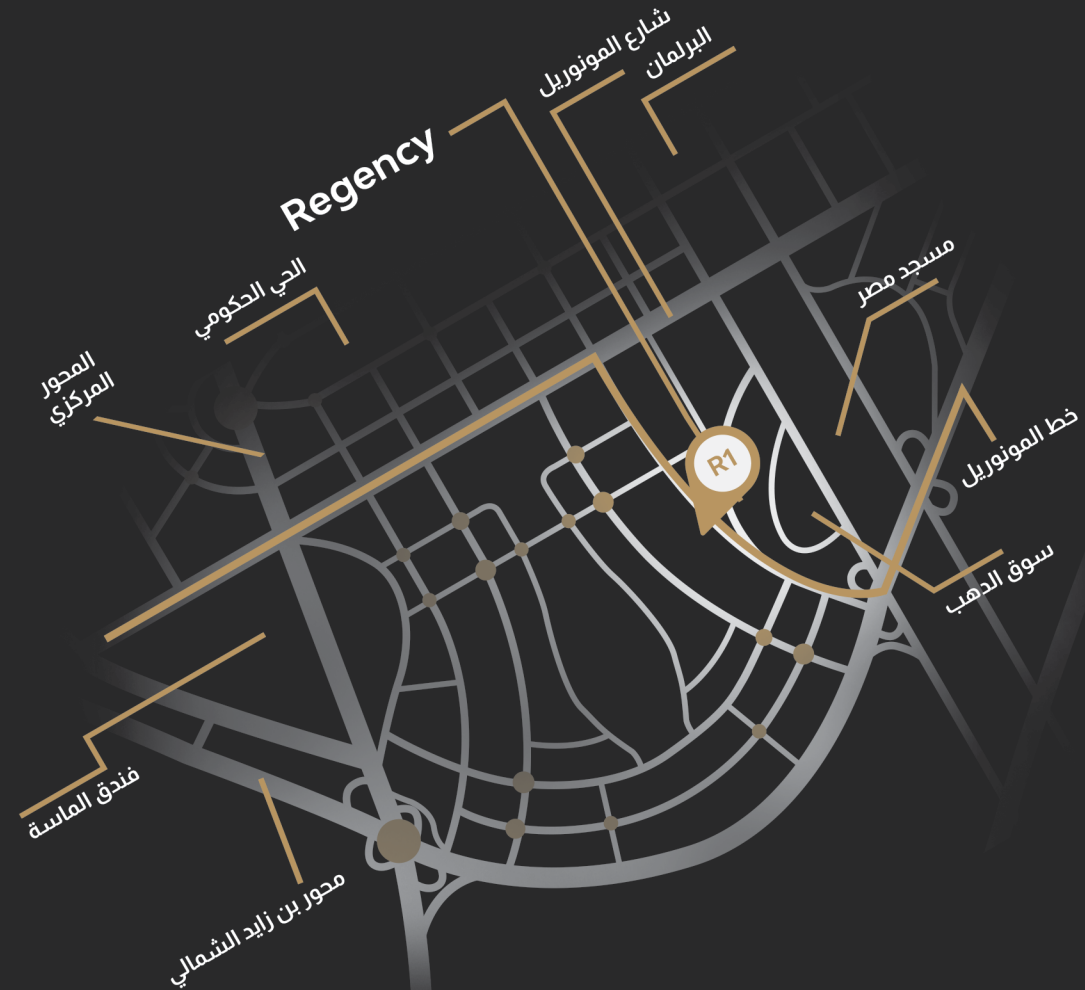 شارع المونوريل
البرلمان
Regency
الحي الحكومي
مسجد مصر
المحور
المركزي
خط المونوريل
R1
سوق الدهب
فندق الماسة
محور بن زايد الشمالي